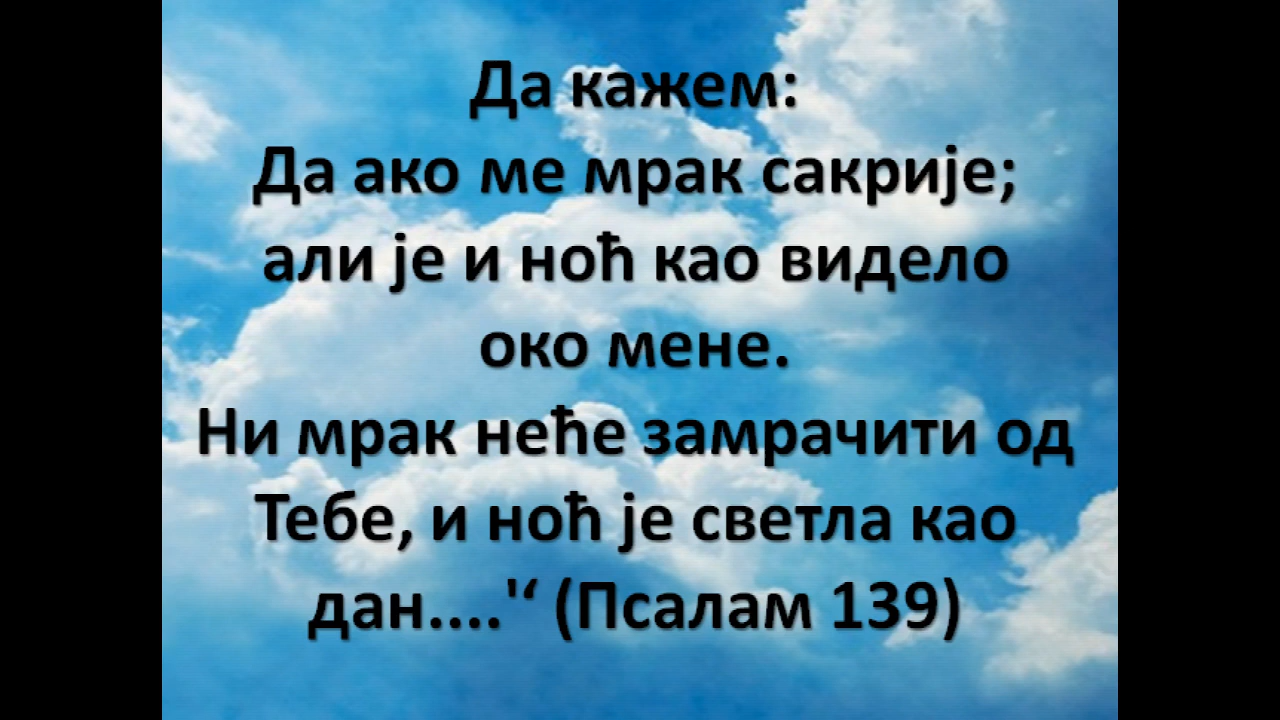 Да кажем:
Да ако ме мрак сакрије;
али је и ноћ као видело
око мене.
Ни мрак неће замрачити од
Тебе, и ноћ је светла као
дан....'‘ (Псалам 139)